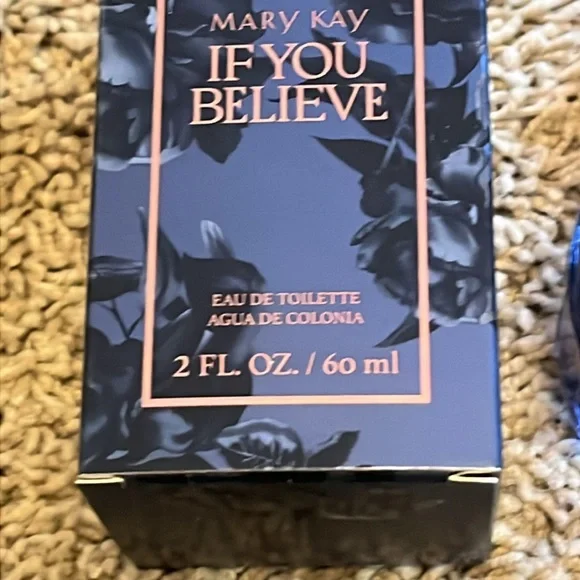 MARY KAY
IF YOU
BELIEVE
EAU DE TOILETTE
AGUA DE COLONIA
2 FL. OZ. / 60 ml